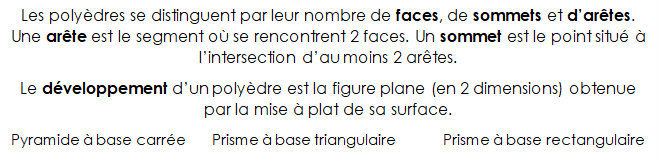 Les polyèdres se distinguent par leur nombre de faces, de sommets et d'arêtes.
Une arête est le segment où se rencontrent 2 faces. Un sommet est le point situé à
l'intersection d'au moins 2 arêtes.
Le développement d'un polyèdre est la figure plane (en 2 dimensions) obtenue
par la mise à plat de sa surface.
Pyramide à base carrée Prisme à base triangulaire Prisme à base rectangulaire